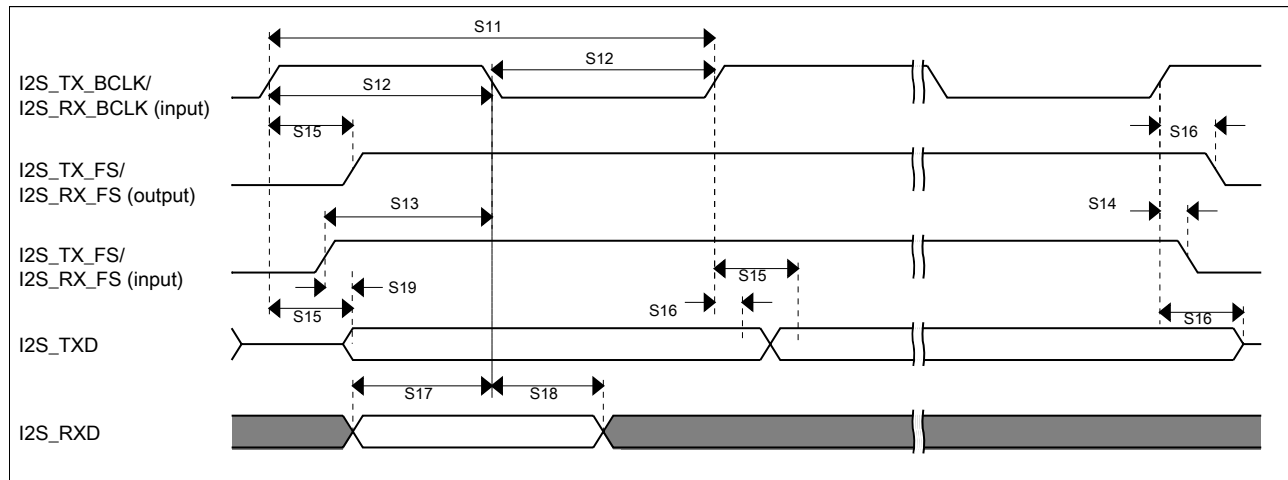 S11
I2S_TX_BCLK/
I2S_RX_BCLK (input)
S12
S12
S15
S16
I2S_TX_FS/
I2S_RX_FS (output)
S13
S14
I2S_TX_FS/
I2S_RX_FS (input)
S15
S19
S15
S16
S16
I2S_TXD
S17
S18
I2S_RXD